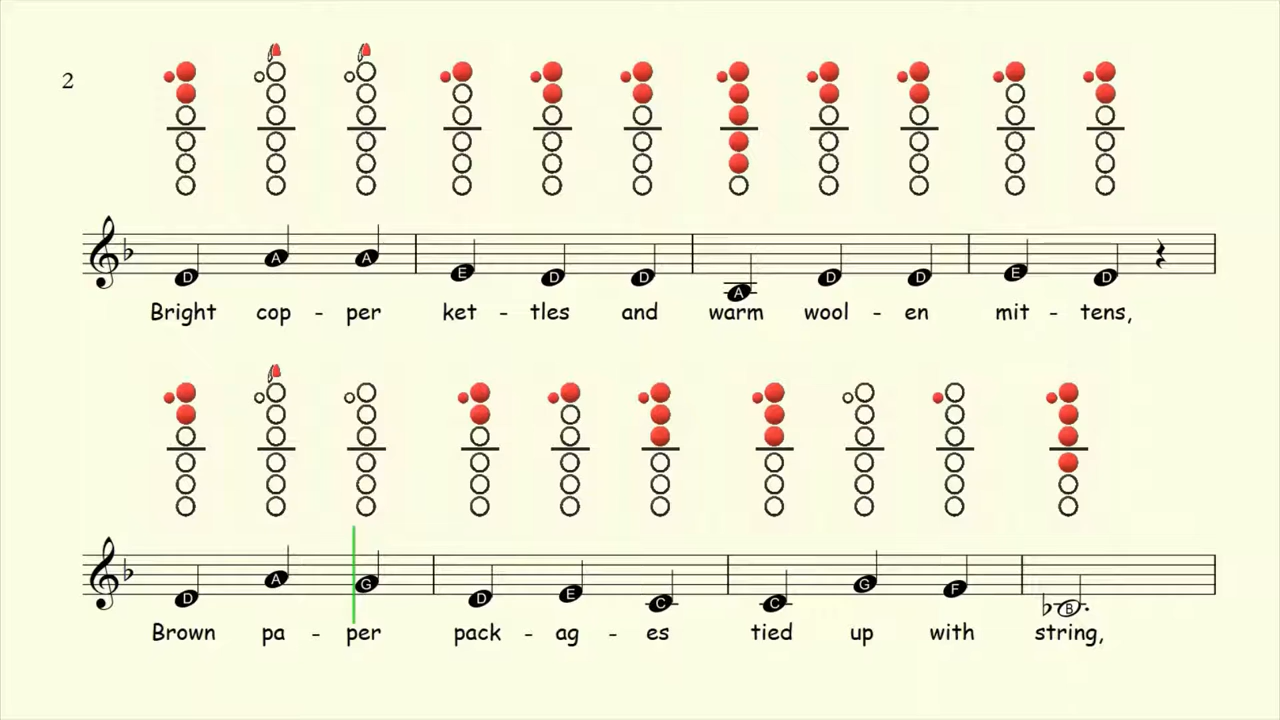 2
D A A E D D A D D E D
Bright cop - per ket - tles and warm wool - en mit - tens,
D A G D E C C G F B
Brown pa - per pack - ag - es tied up with string,